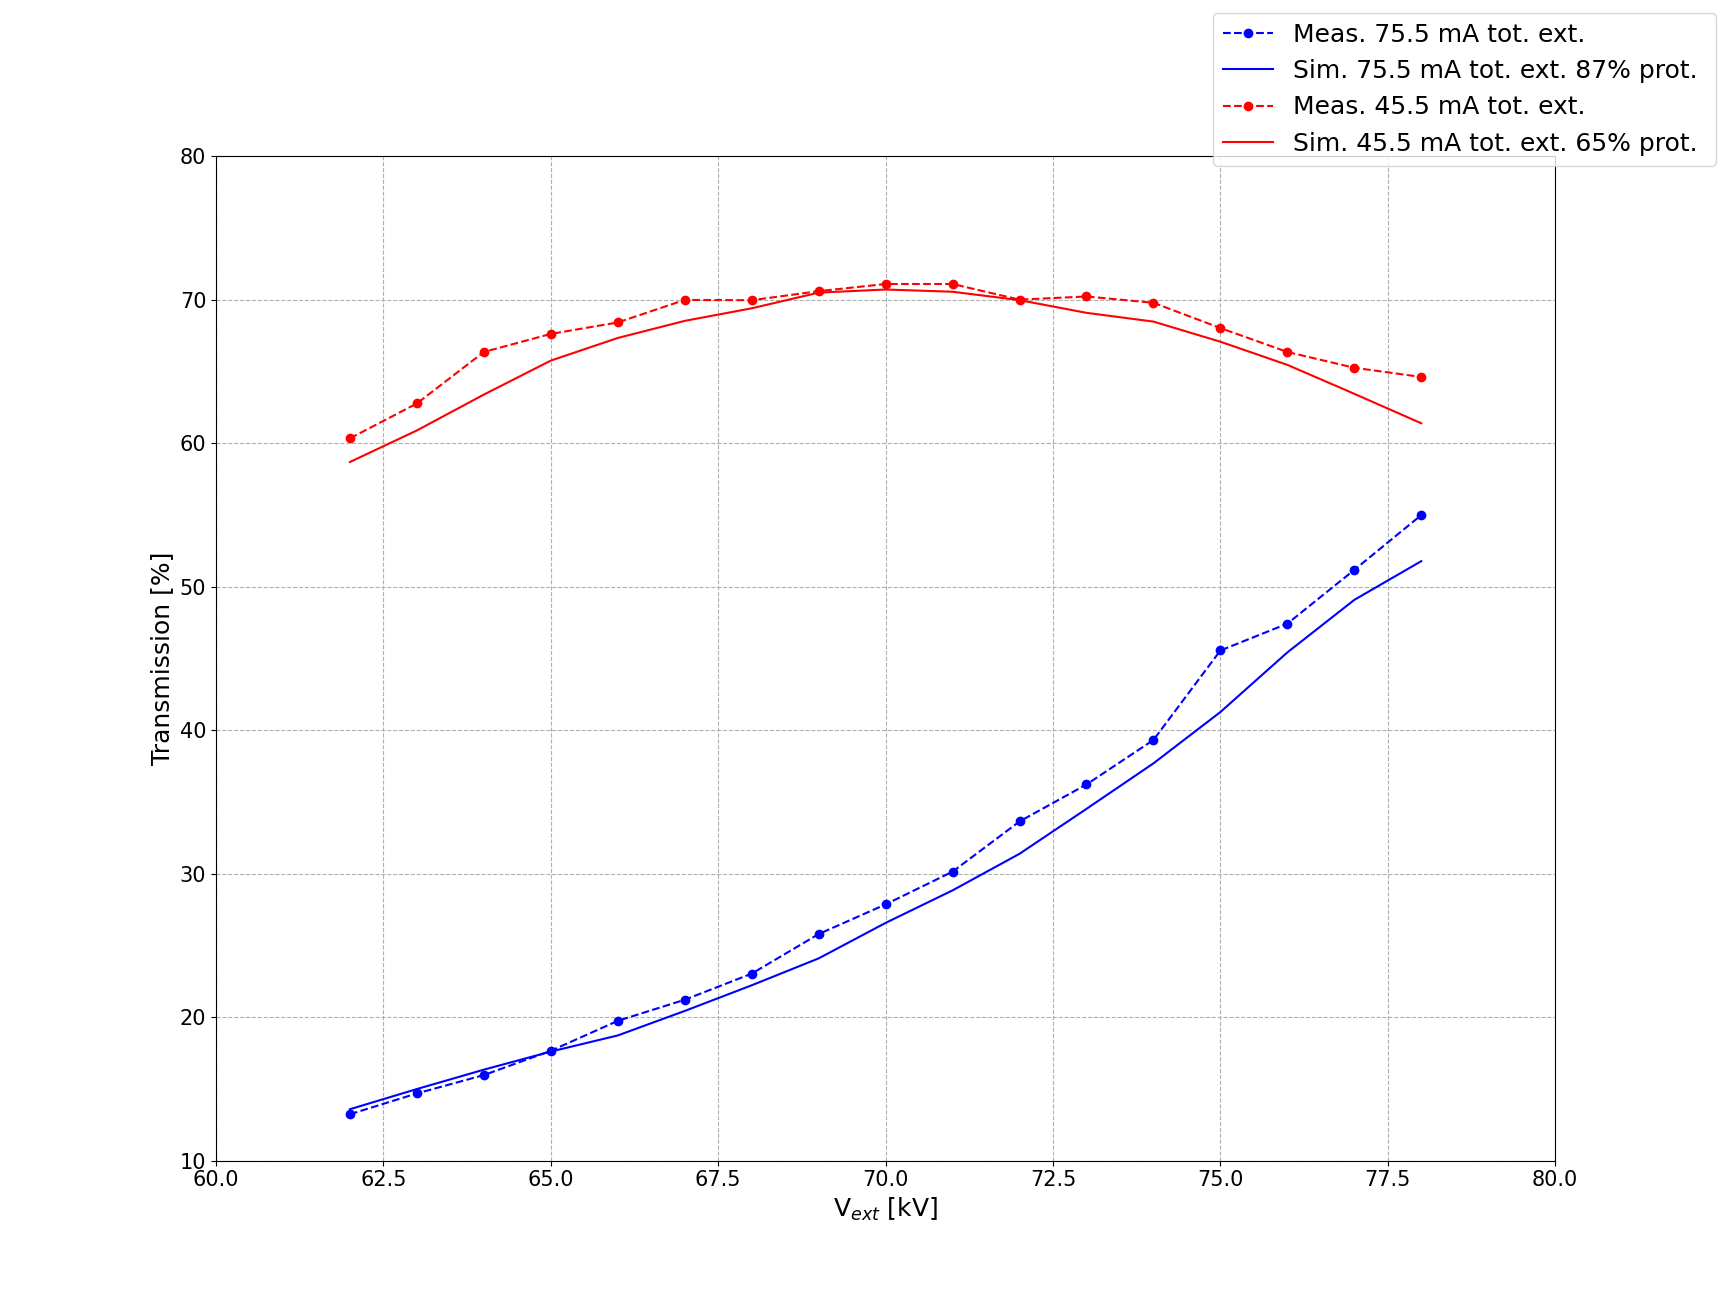 Meas. 75.5 mA tot. ext.
Sim. 75.5 mA tot. ext. 87% prot.
Meas. 45.5 mA tot. ext.
Sim. 45.5 mA tot. ext. 65% prot.
80
70
60
50
40
30
20
10
Transmission [%]
60.0 62.5 65.0 67.5 70.0 72.5 75.0 77.5 80.0
Vext [kV]